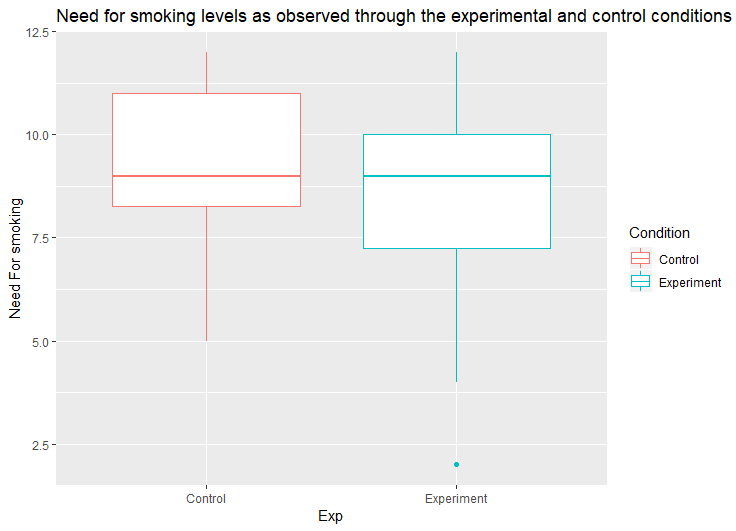 Need for smoking levels as observed through the experimental and control conditions
12.5
10.0
7.5
5.0
2.5
Need For smoking
Control
Experiment
Exp
Condition
Control
Experiment